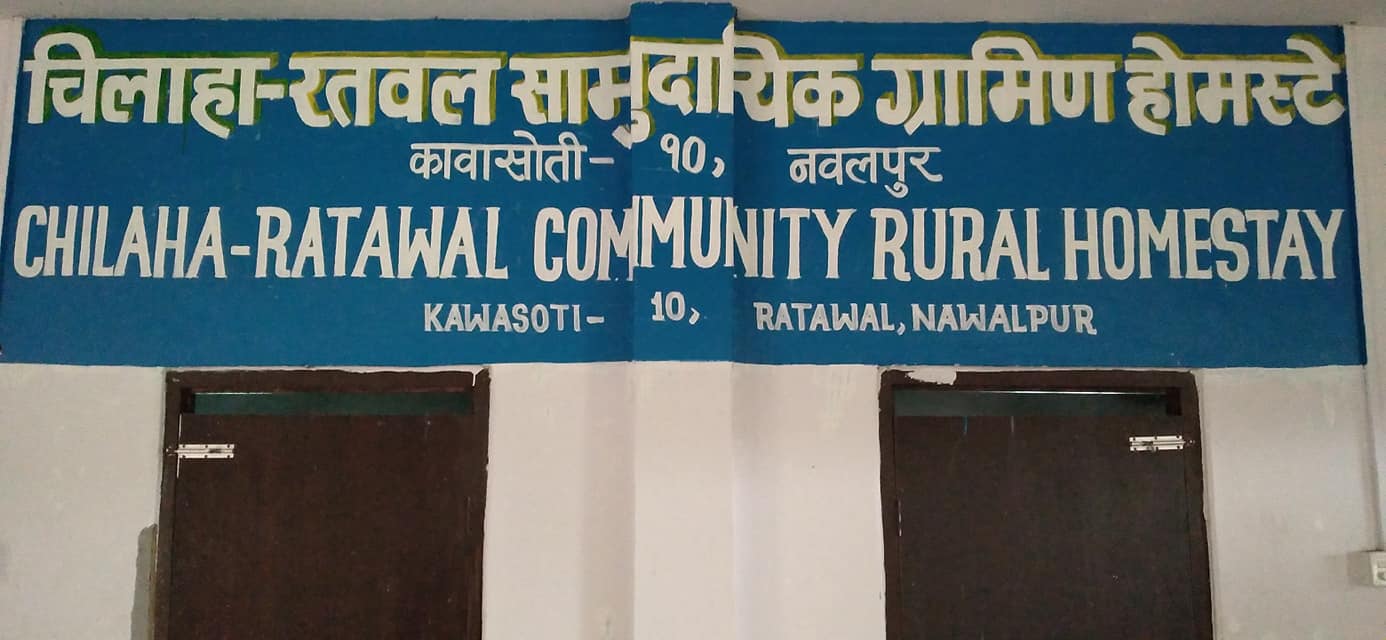 चिलाहा-रतवल सामुदायिक ग्रामिण होमस्टे
कावासोती- १०, नवलपुर
CHILAHA-RATAWAL COMMUNITY RURAL HOMESTAY
KAWASOTI- 10, RATAWAL, NAWALPUR